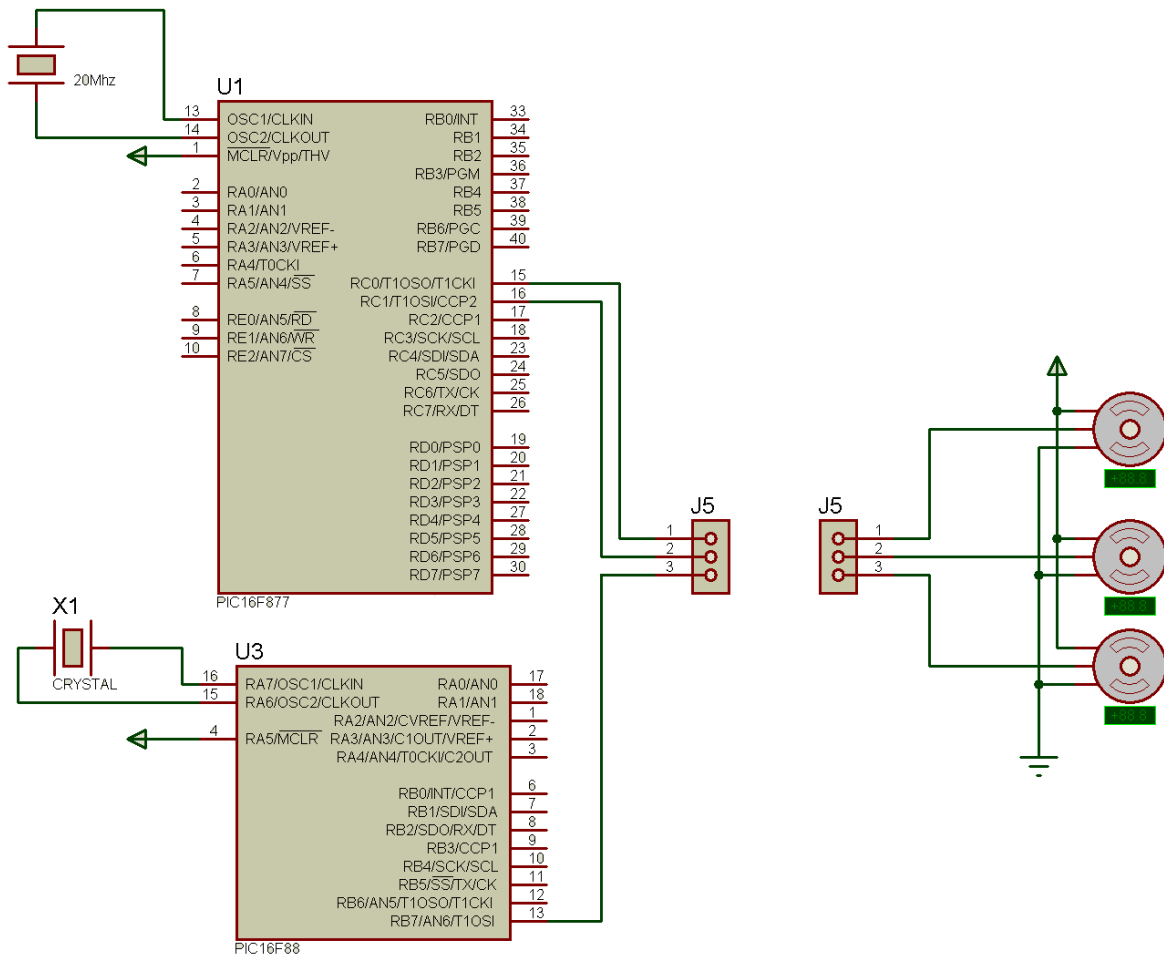 20Mhz
U1
13 OSC1/CLKIN RB0/INT 33
14 OSC2/CLKOUT RB1 34
1 MCLR/Vpp/THV RB2 35
RB3/PGM 36
2 RA0/AN0 RB4 37
3 RA1/AN1 RB5 38
4 RA2/AN2/VREF- RB6/PGC 39
5 RA3/AN3/VREF+ RB7/PGD 40
6 RA4/T0CKI
7 RA5/AN4/SS RC0/T1OSO/T1CKI 15
RC1/T1OSI/CCP2 16
8 RE0/AN5/RD RC2/CCP1 17
9 RE1/AN6/WR RC3/SCK/SCL 18
10 RE2/AN7/CS RC4/SDI/SDA 23
RC5/SDO 24
RC6/TX/CK 25
RC7/RX/DT 26
RD0/PSP0 19
RD1/PSP1 20
RD2/PSP2 21
RD3/PSP3 22
RD4/PSP4 27
RD5/PSP5 28
RD6/PSP6 29
RD7/PSP7 30
PIC16F877
J5
1
2
3
J5
1
2
3
+88.8
+88.8
+88.8
X1
CRYSTAL
U3
16 RA7/OSC1/CLKIN RA0/AN0 17
15 RA6/OSC2/CLKOUT RA1/AN1 18
RA2/AN2/CVREF/VREF- 1
4 RA5/MCLR RA3/AN3/C1OUT/VREF+ 2
RA4/AN4/T0CKI/C2OUT 3
RB0/INT/CCP1 6
RB1/SDI/SDA 7
RB2/SDO/RX/DT 8
RB3/CCP1 9
RB4/SCK/SCL 10
RB5/SS/TX/CK 11
RB6/AN5/T1OSO/T1CKI 12
RB7/AN6/T1OSI 13
PIC16F88